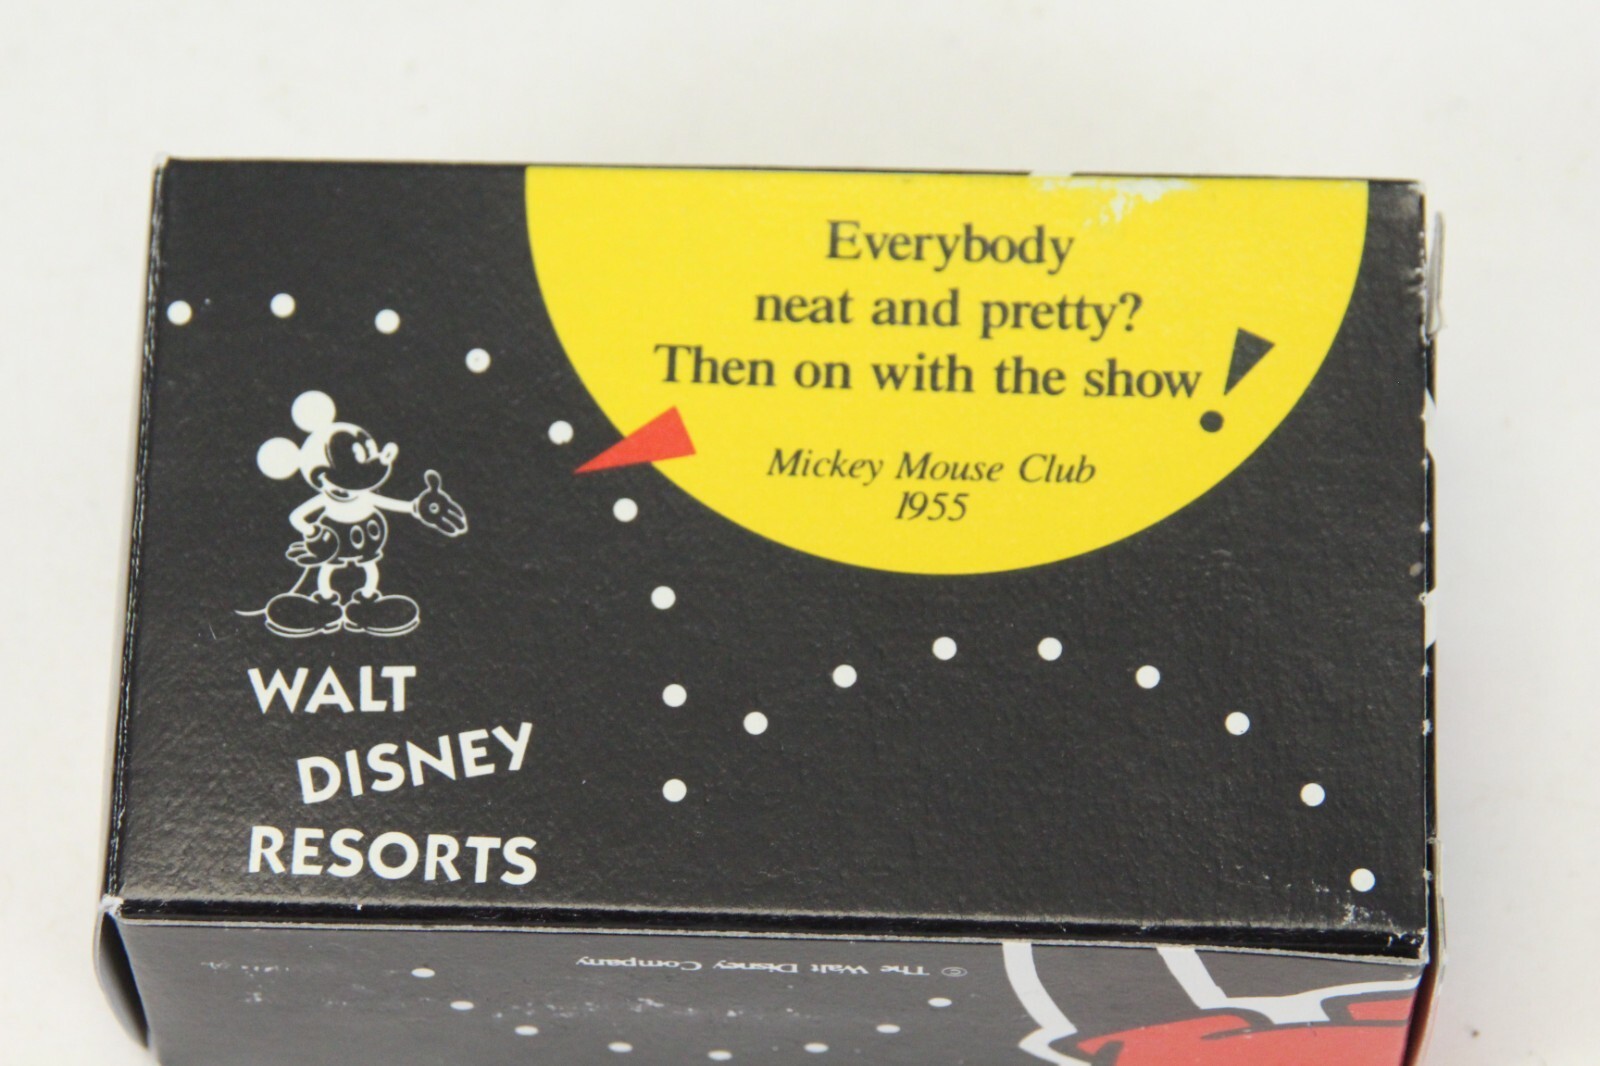 Everybody
neat and pretty?
Then on with the show!
Mickey Mouse Club
1955
WALT
DISNEY
RESORTS
© The Walt Disney Company